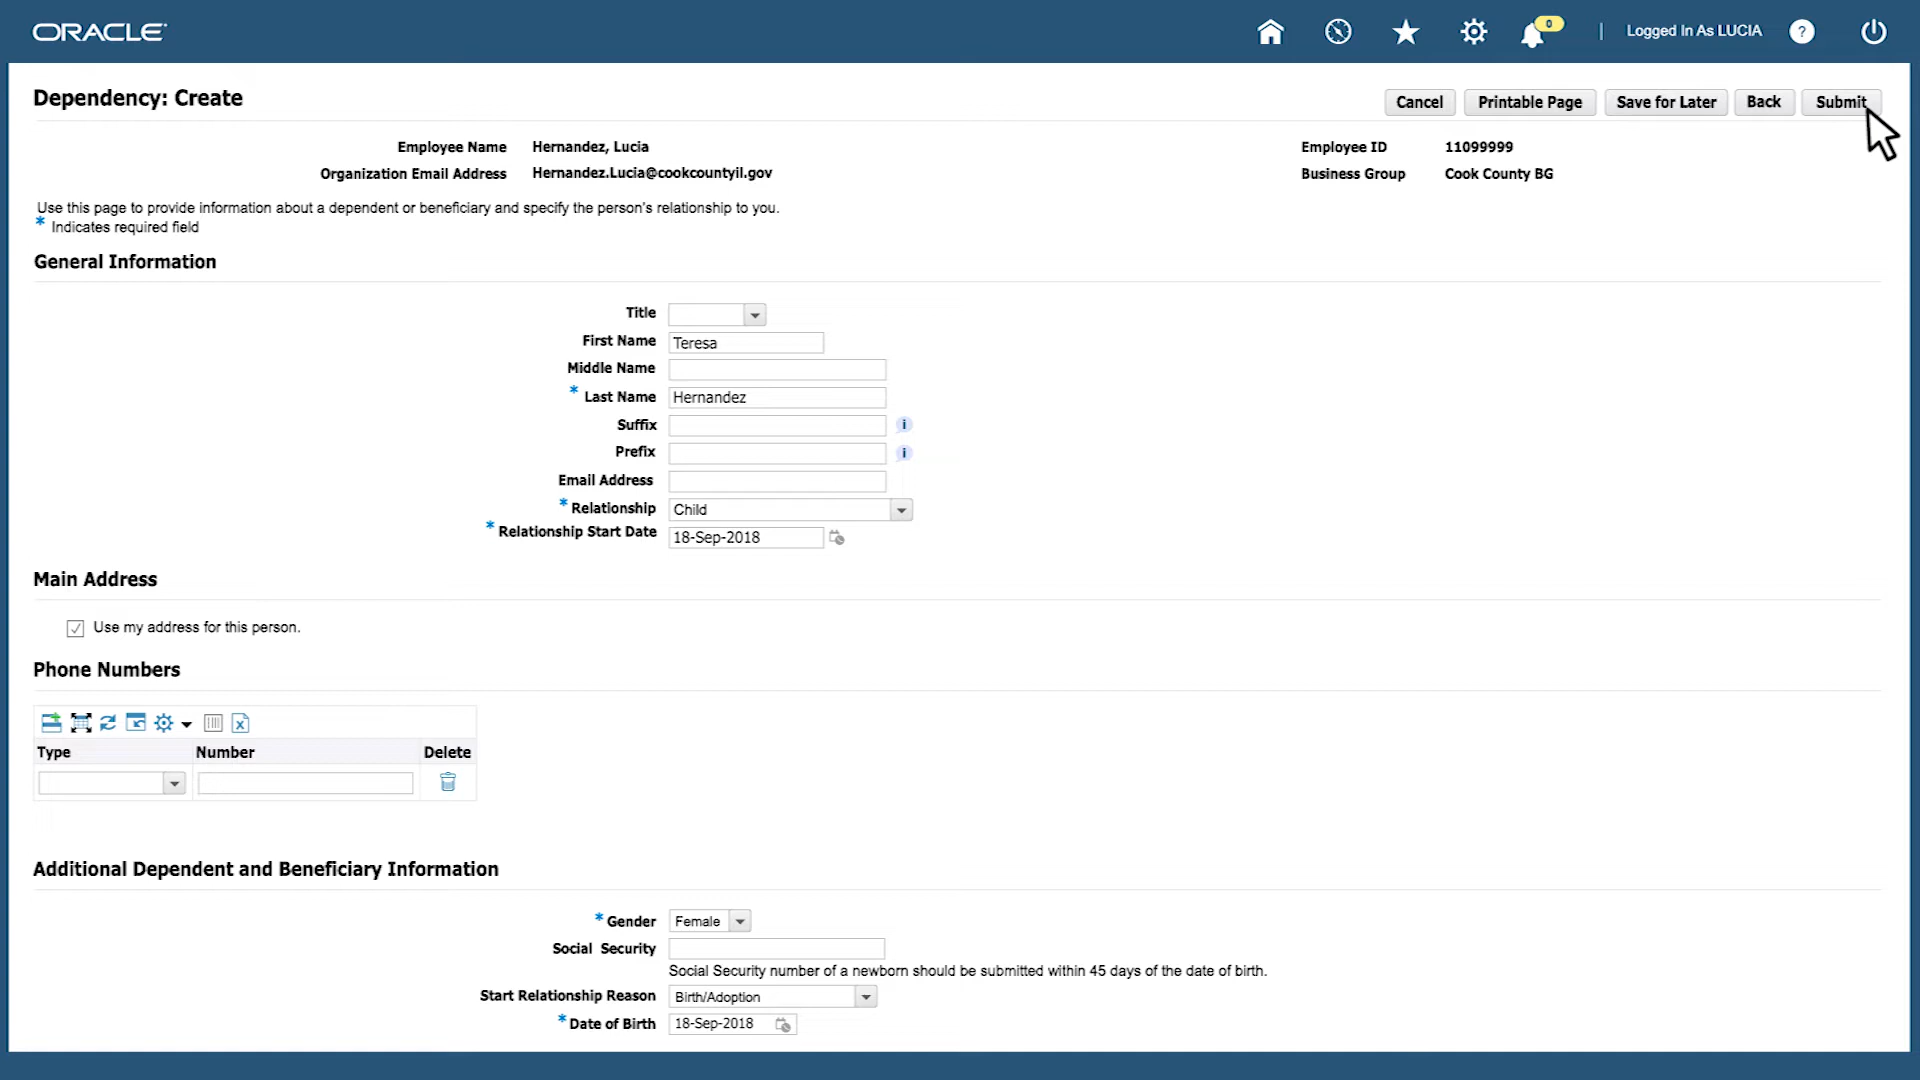 ORACLE
0
Logged In As LUCIA
?
Dependency: Create
Cancel
Printable Page
Save for Later
Back
Submit
Employee Name Hernandez, Lucia
Employee ID 11099999
Organization Email Address Hernandez.Lucia@cookcountyil.gov
Business Group Cook County BG
Use this page to provide information about a dependent or beneficiary and specify the person's relationship to you.
* Indicates required field
General Information
Title
First Name Teresa
Middle Name
* Last Name Hernandez
Suffix i
Prefix i
Email Address
* Relationship Child
* Relationship Start Date 18-Sep-2018
Main Address
Use my address for this person.
Phone Numbers
Type Number Delete
Additional Dependent and Beneficiary Information
* Gender Female
Social Security
Social Security number of a newborn should be submitted within 45 days of the date of birth.
Start Relationship Reason Birth/Adoption
* Date of Birth 18-Sep-2018